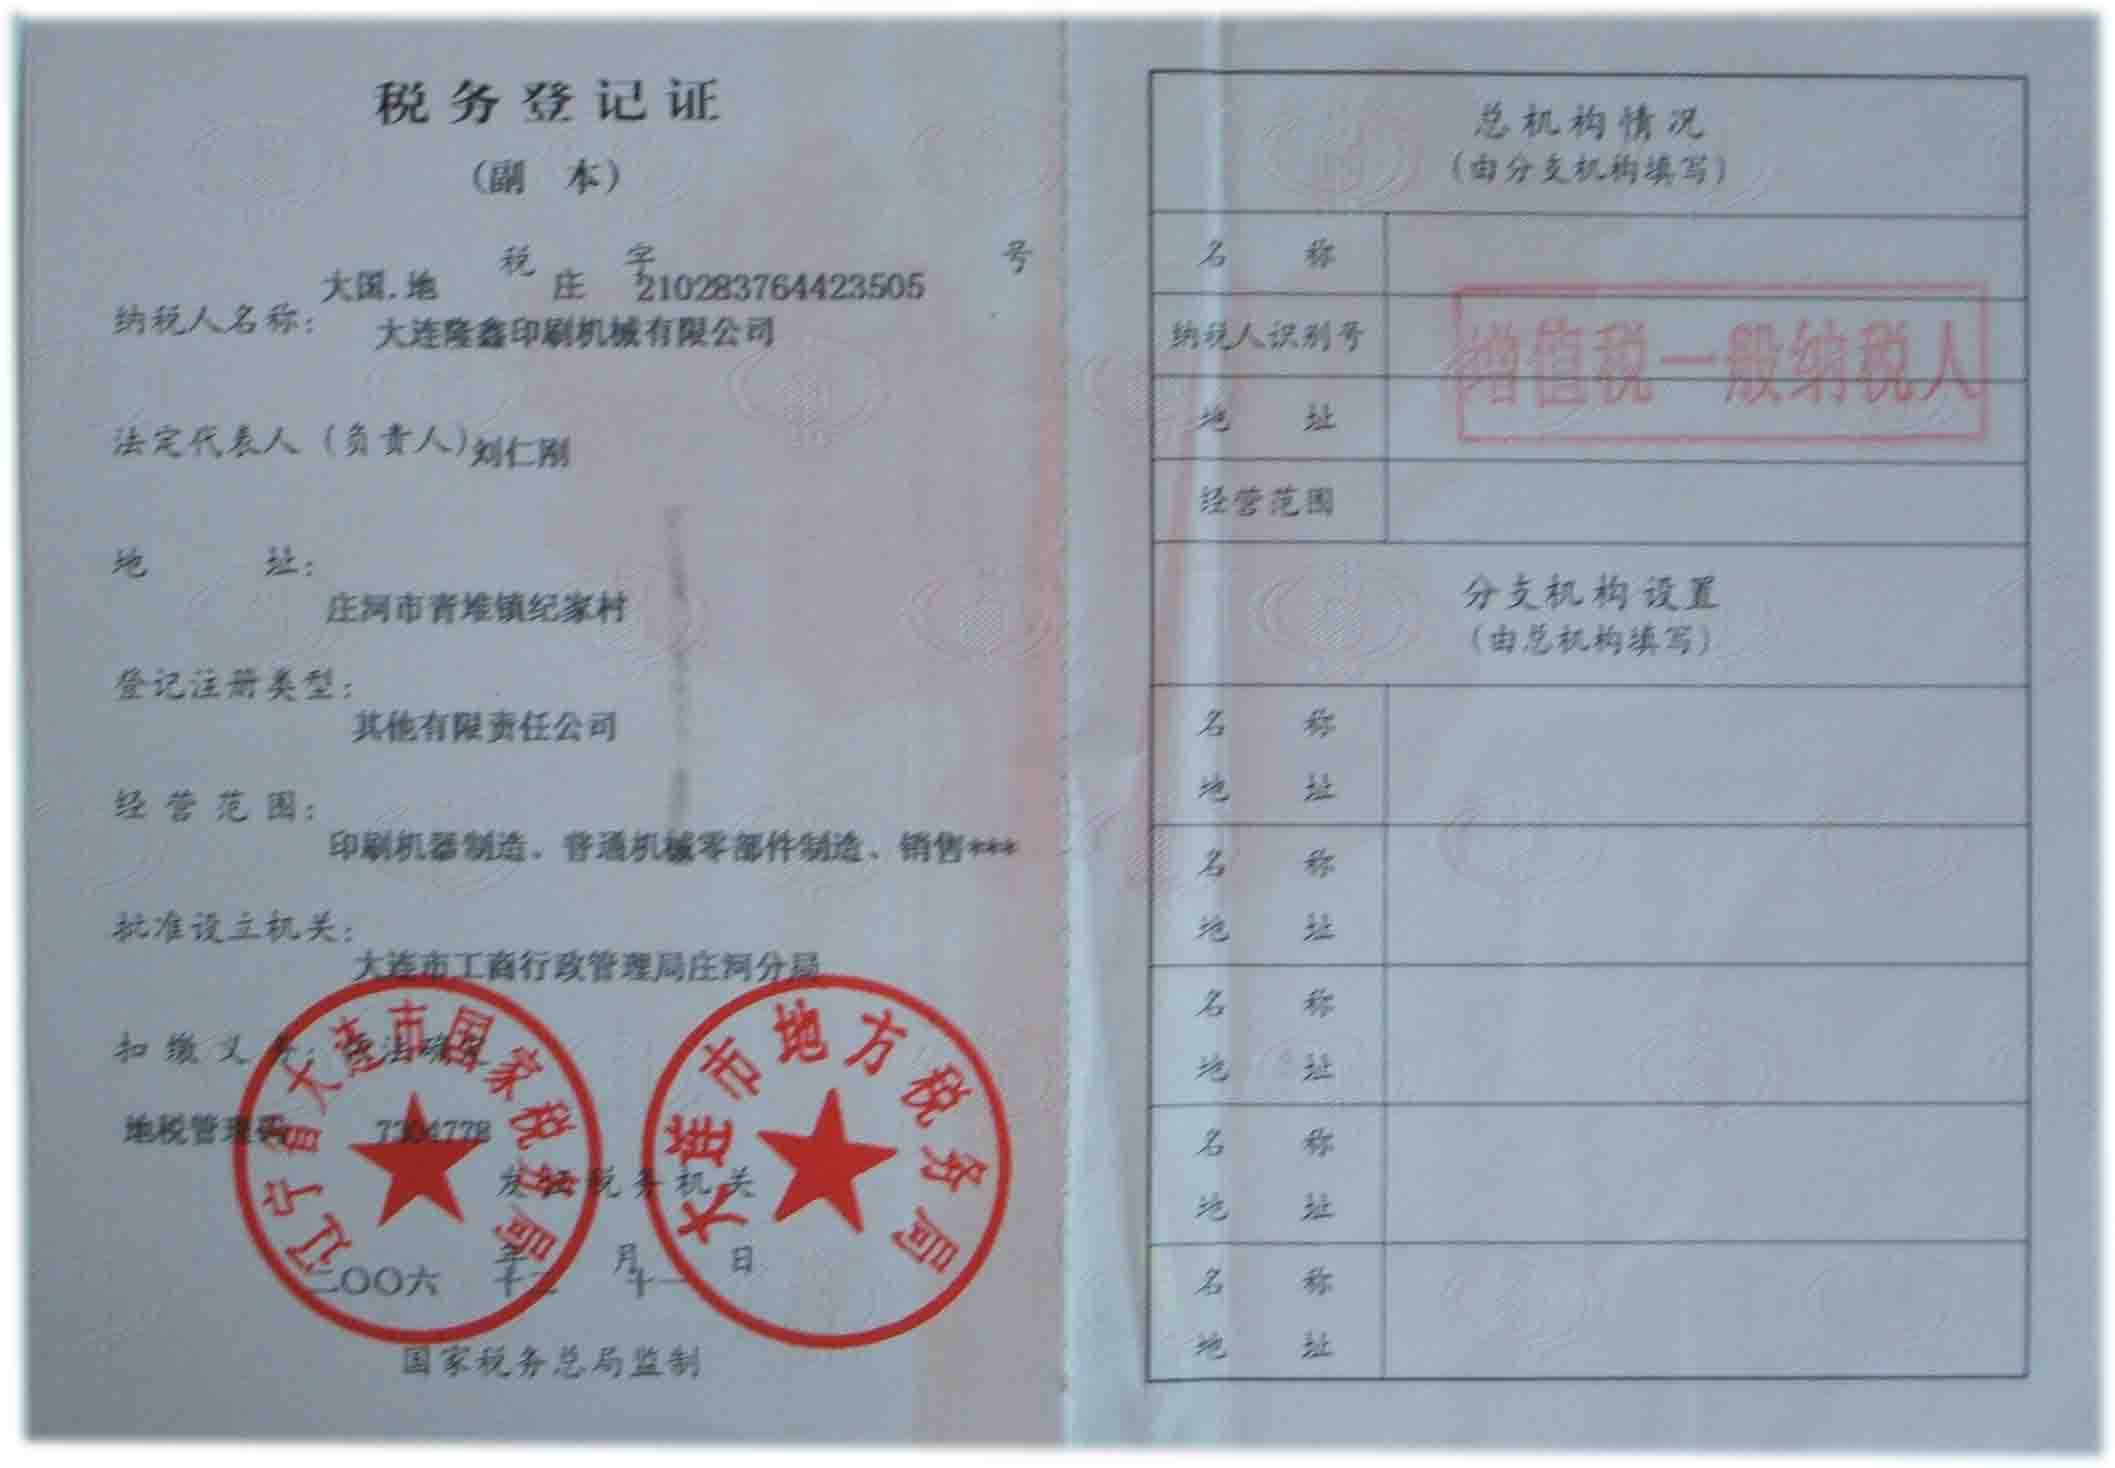 税务登记证
(副 本)
税 字 号
大国.地 庄 210283764423505
纳税人名称:
大连隆鑫印刷机械有限公司
法定代表人(负责人)刘仁刚
地 址:
庄河市青堆镇纪家村
登记注册类型:
其他有限责任公司
经营范围:
印刷机器制造、普通机械零部件制造、销售***
批准设立机关:
大连市工商行政管理局庄河分局
扣缴义务:依法确定
地税管理码
发证税务机关
年 月 日
二〇〇六 十二 十一
国家税务总局监制
辽宁省大连市国家税务局
大连市地方税务局
总机构情况
(由分支机构填写)
名 称
纳税人识别号
地 址
经营范围
增值税一般纳税人
分支机构设置
(由总机构填写)
名 称
地 址
名 称
地 址
名 称
地 址
名 称
地 址
名 称
地 址